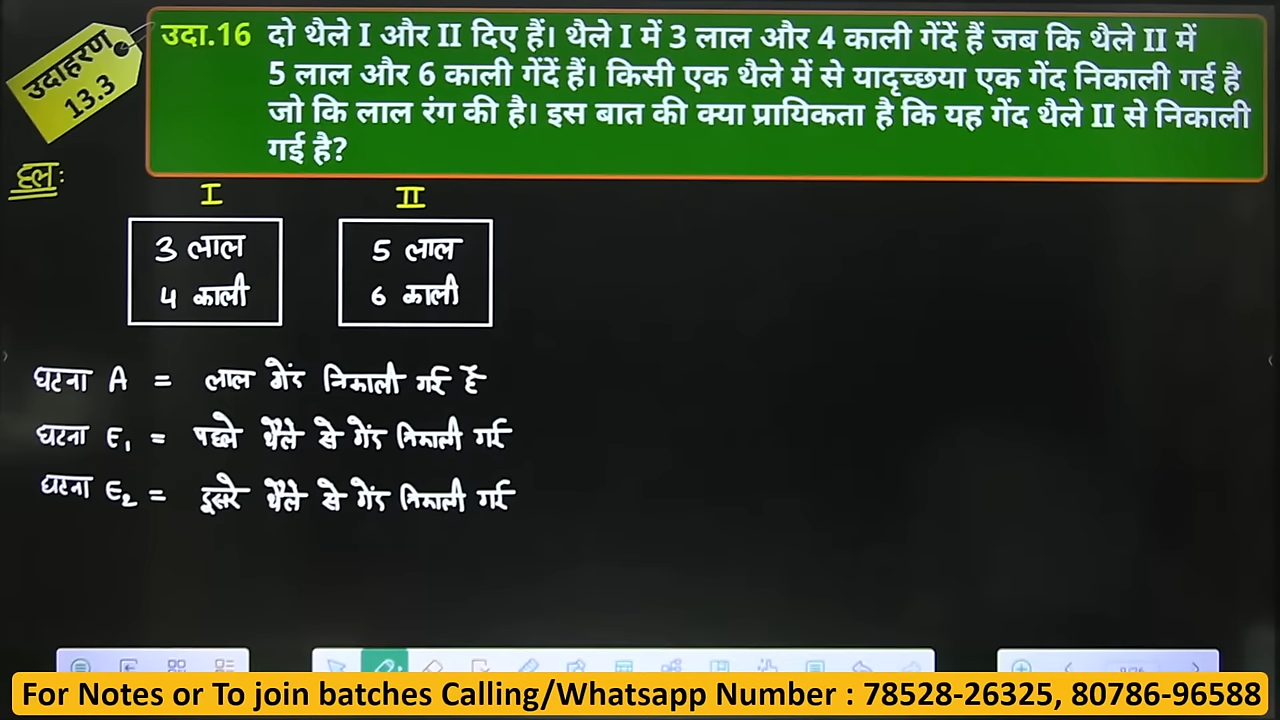 उदाहरण
13.3
उदा.16 दो थैले I और II दिए हैं। थैले I में 3 लाल और 4 काली गेंदें हैं जब कि थैले II में
5 लाल और 6 काली गेंदें हैं। किसी एक थैले में से यादृच्छया एक गेंद निकाली गई है
जो कि लाल रंग की है। इस बात की क्या प्रायिकता है कि यह गेंद थैले II से निकाली
गई है?
हल:
I II
3 लाल 5 लाल
4 काली 6 काली
घटना A = लाल गेंद निकाली गई है
घटना E₁ = पहले थैले से गेंद निकाली गई
घटना E₂ = दूसरे थैले से गेंद निकाली गई
For Notes or To join batches Calling/Whatsapp Number : 78528-26325, 80786-96588